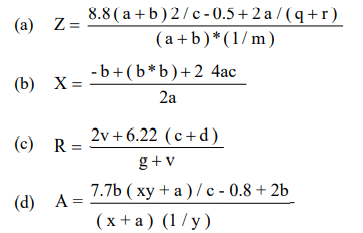 8.8 ( a + b ) 2 / c - 0.5 + 2 a / ( q + r )
(a) Z =
( a + b ) * ( 1 / m )
- b + ( b * b ) + 2 4ac
(b) X =
2a
2v + 6.22 ( c + d )
(c) R =
g + v
7.7b ( xy + a ) / c - 0.8 + 2b
(d) A =
( x + a ) ( 1 / y )